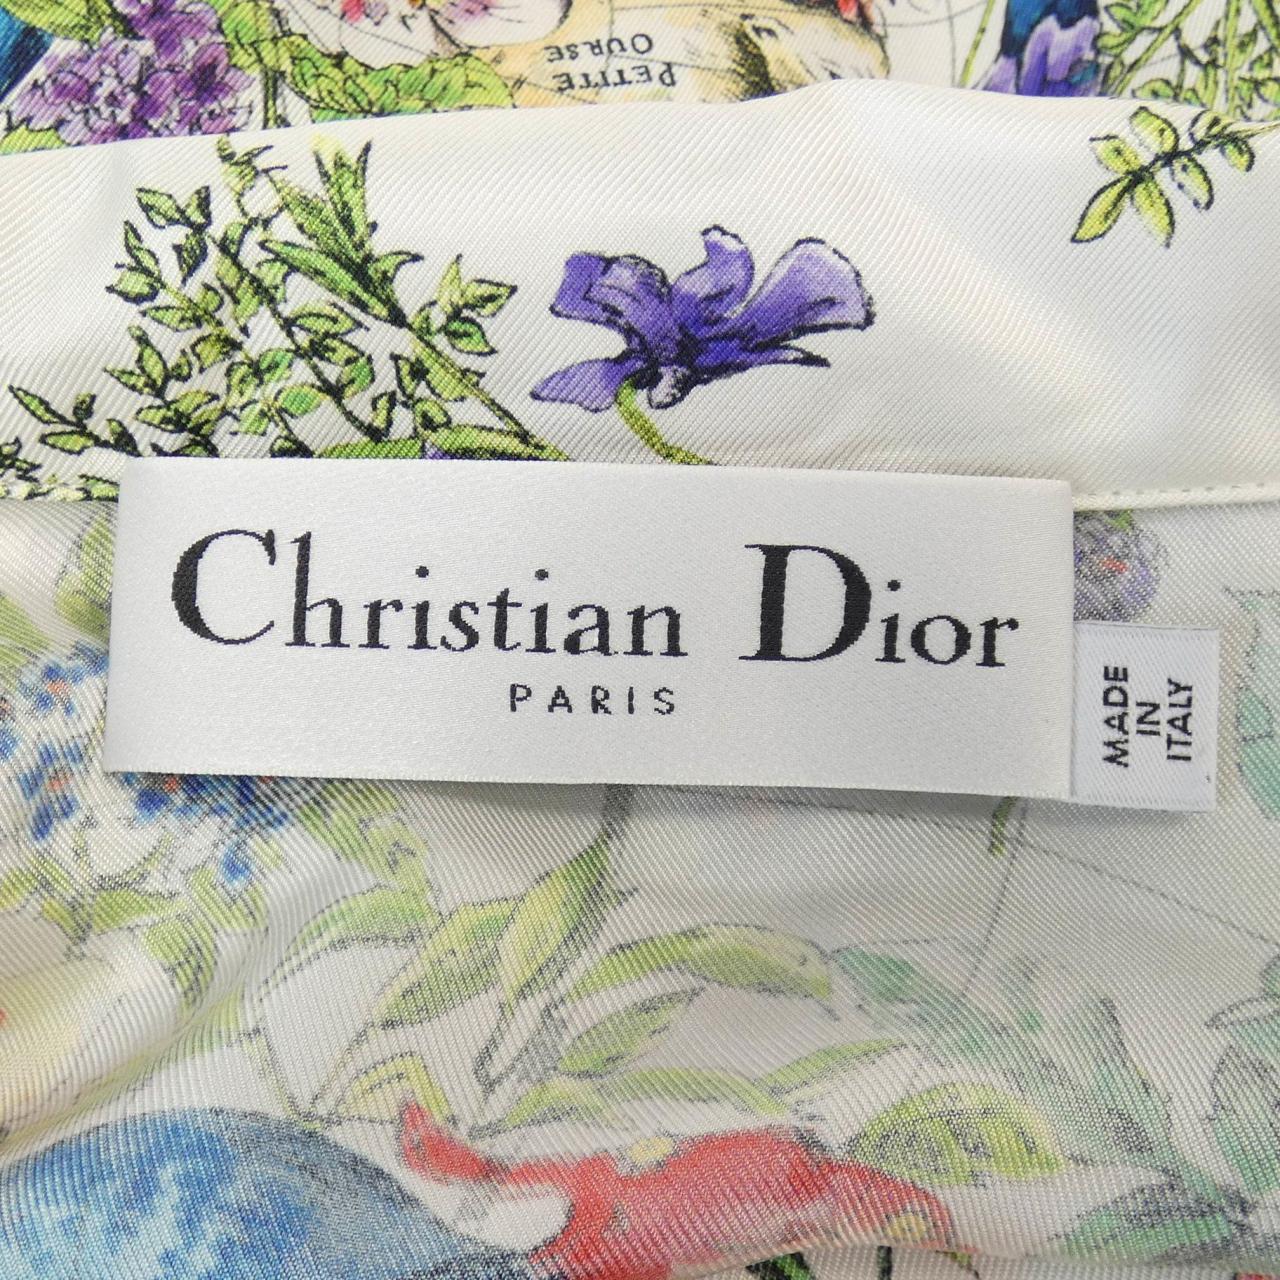 PETITE
OURSE
Christian Dior
PARIS
MADE
IN
ITALY